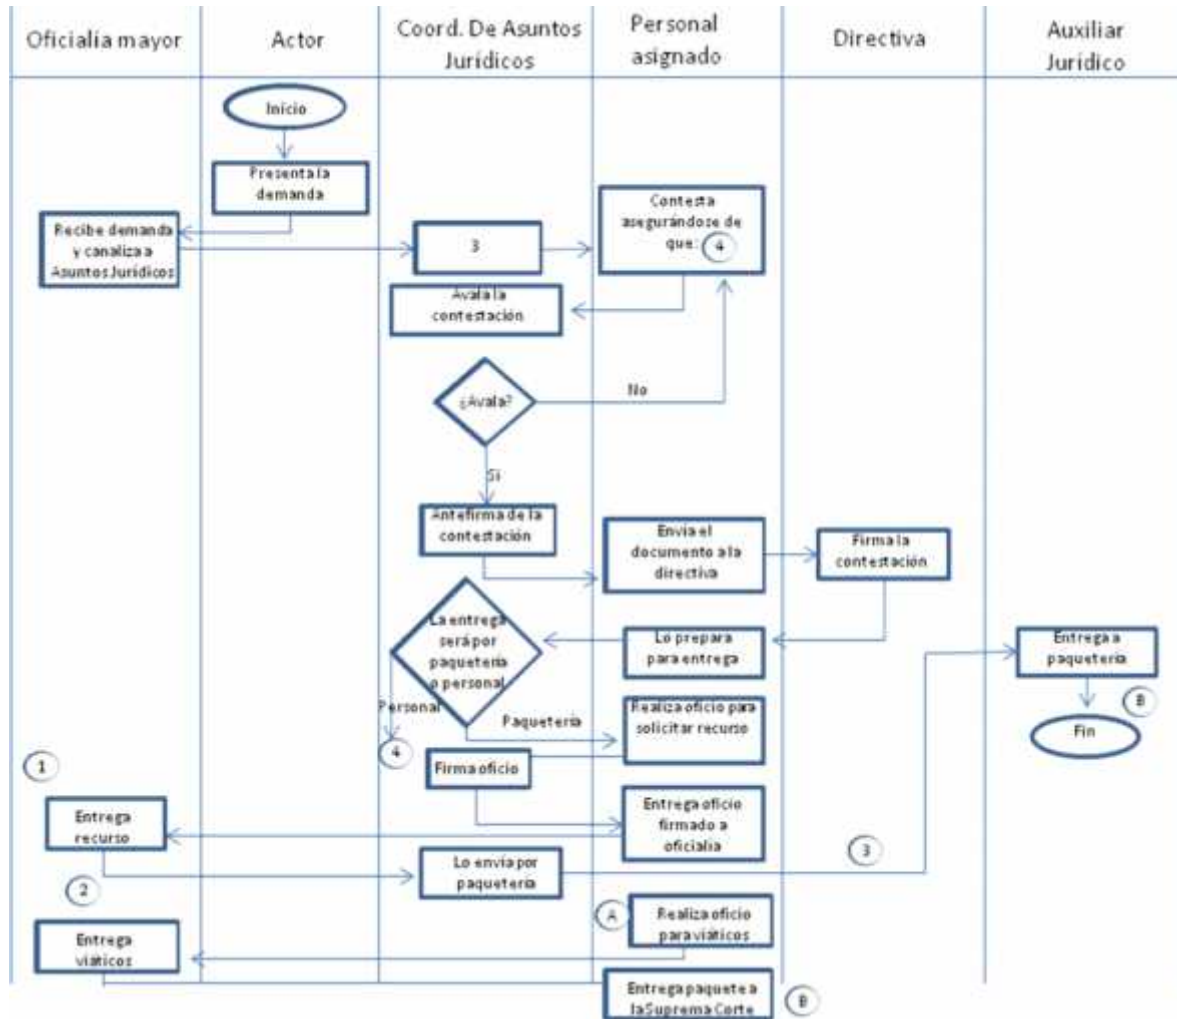 Oficialía mayor
Actor
Coord. De Asuntos
Jurídicos
Personal
asignado
Directiva
Auxiliar
Jurídico
Inicio
Presenta la
demanda
Recibe demanda
y canaliza a
Asuntos Jurídicos
3
Contesta
asegurándose de
que:
4
Avala la
contestación
¿Avala?
No
Si
Antefirma de la
contestación
Envía el
documento a la
directiva
Firma la
contestación
La entrega
será por
paquetería
o personal
Lo prepara
para entrega
Entrega a
paquetería
Personal
Paquetería
Realiza oficio para
solicitar recurso
B
Fin
4
Firma oficio
1
Entrega
recurso
Entrega oficio
firmado a
oficialia
3
Lo envía por
paquetería
2
A
Realiza oficio
para viáticos
Entrega
viáticos
Entrega paquete a
la Suprema Corte
B